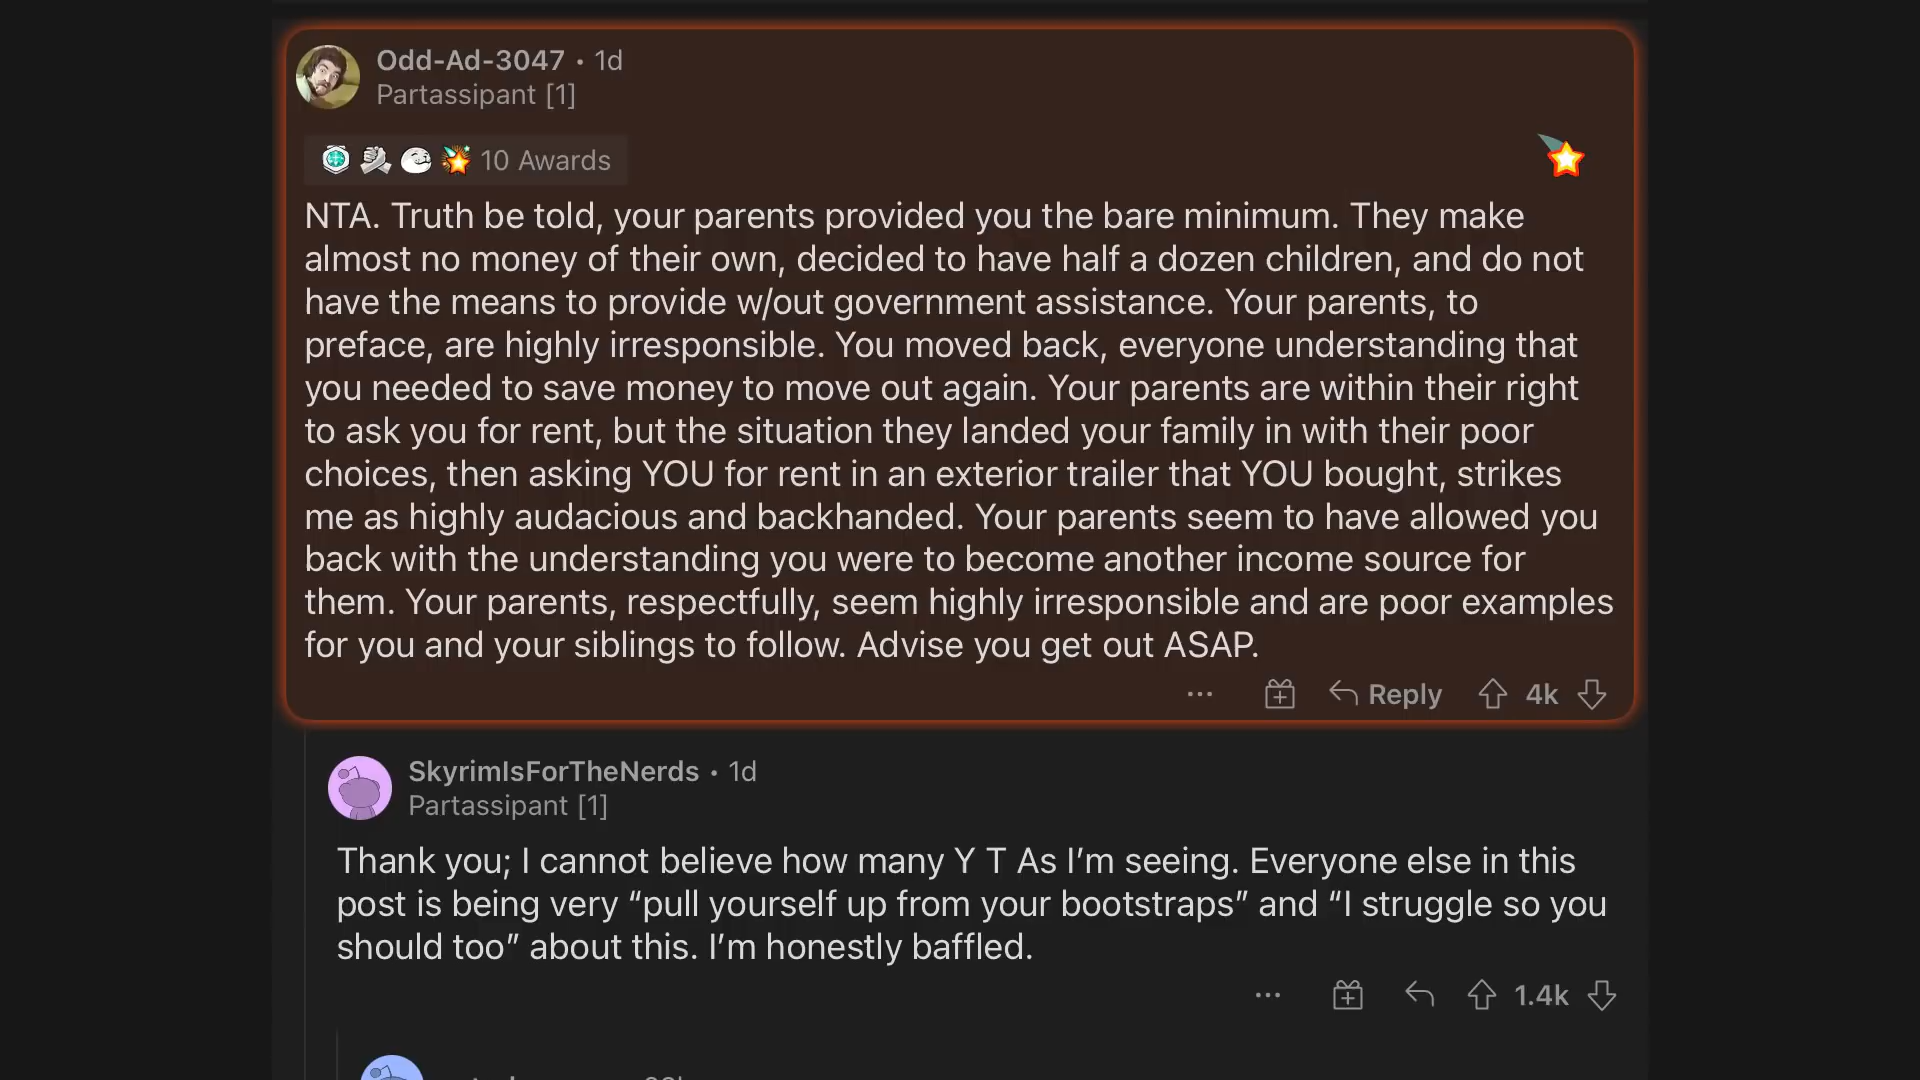 Odd-Ad-3047 • 1d
Partassipant [1]
10 Awards
NTA. Truth be told, your parents provided you the bare minimum. They make
almost no money of their own, decided to have half a dozen children, and do not
have the means to provide w/out government assistance. Your parents, to
preface, are highly irresponsible. You moved back, everyone understanding that
you needed to save money to move out again. Your parents are within their right
to ask you for rent, but the situation they landed your family in with their poor
choices, then asking YOU for rent in an exterior trailer that YOU bought, strikes
me as highly audacious and backhanded. Your parents seem to have allowed you
back with the understanding you were to become another income source for
them. Your parents, respectfully, seem highly irresponsible and are poor examples
for you and your siblings to follow. Advise you get out ASAP.
... Reply 4k
SkyrimIsForTheNerds • 1d
Partassipant [1]
Thank you; I cannot believe how many Y T As I’m seeing. Everyone else in this
post is being very “pull yourself up from your bootstraps” and “I struggle so you
should too” about this. I’m honestly baffled.
... 1.4k